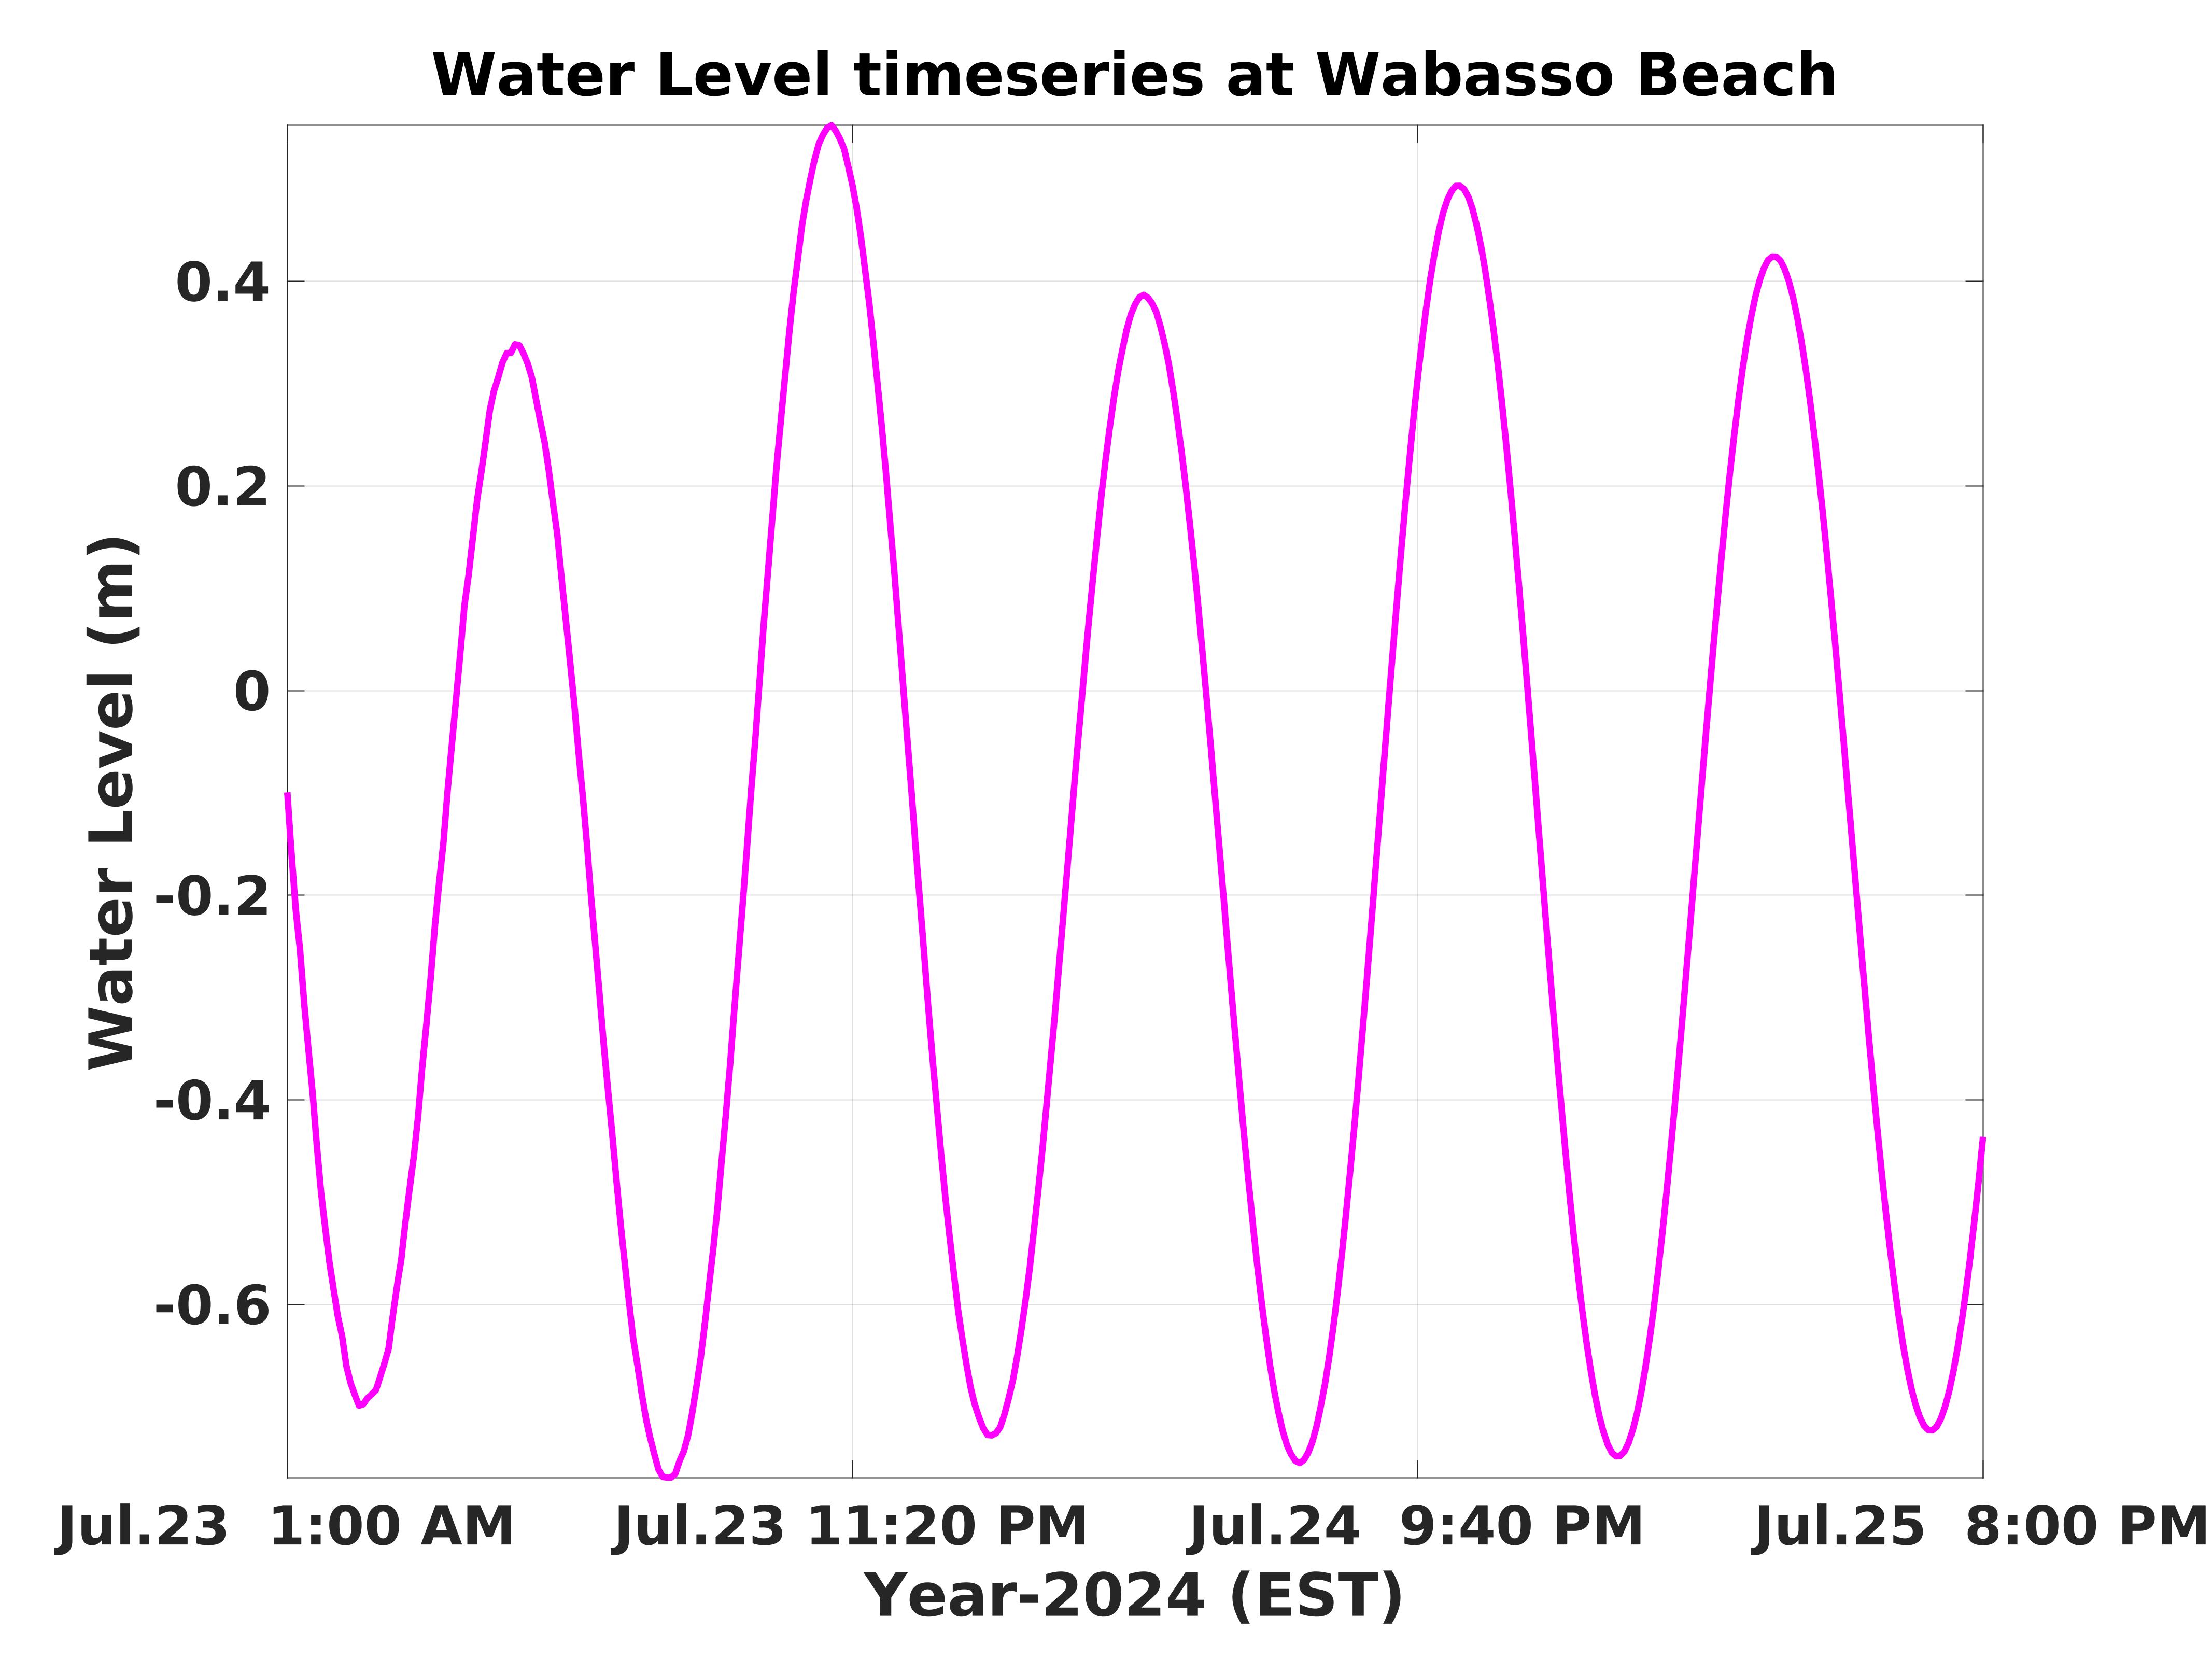 Water Level timeseries at Wabasso Beach
Water Level (m)
0.4
0.2
0
-0.2
-0.4
-0.6
Jul.23  1:00 AM
Jul.23 11:20 PM
Jul.24  9:40 PM
Jul.25  8:00 PM
Year-2024 (EST)